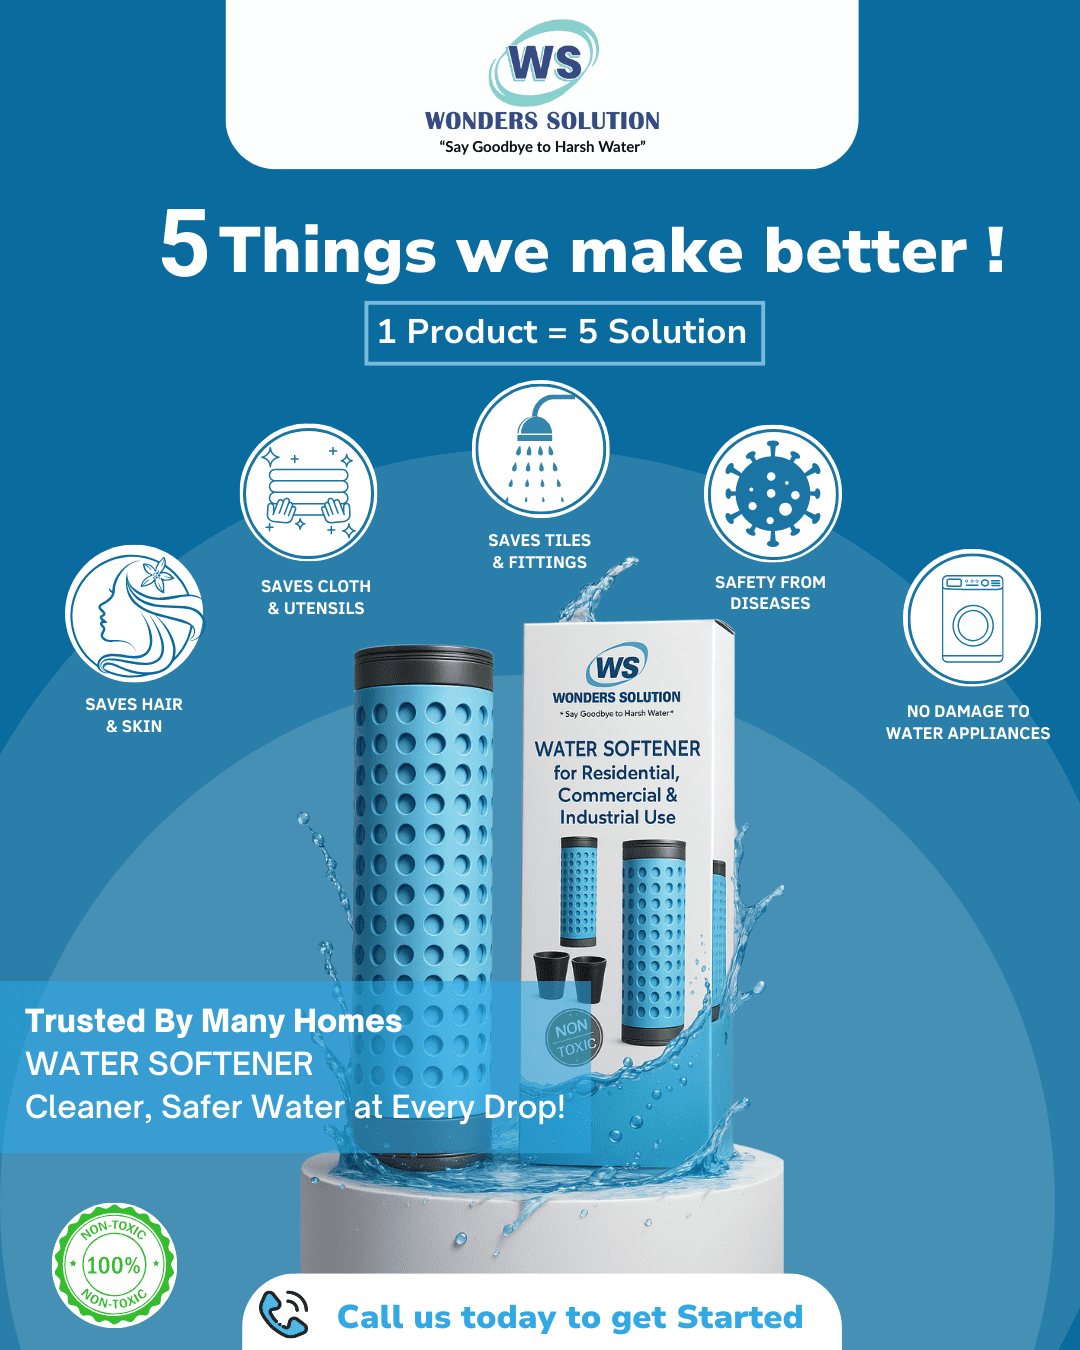 WS
WONDERS SOLUTION
“Say Goodbye to Harsh Water”
5 Things we make better !
1 Product = 5 Solution
SAVES HAIR
& SKIN
SAVES CLOTH
& UTENSILS
SAVES TILES
& FITTINGS
SAFETY FROM
DISEASES
NO DAMAGE TO
WATER APPLIANCES
WS
WONDERS SOLUTION
" Say Goodbye to Harsh Water"
WATER SOFTENER
for Residential,
Commercial &
Industrial Use
NON
TOXIC
Trusted By Many Homes
WATER SOFTENER
Cleaner, Safer Water at Every Drop!
NON-TOXIC
100%
NON-TOXIC
Call us today to get Started